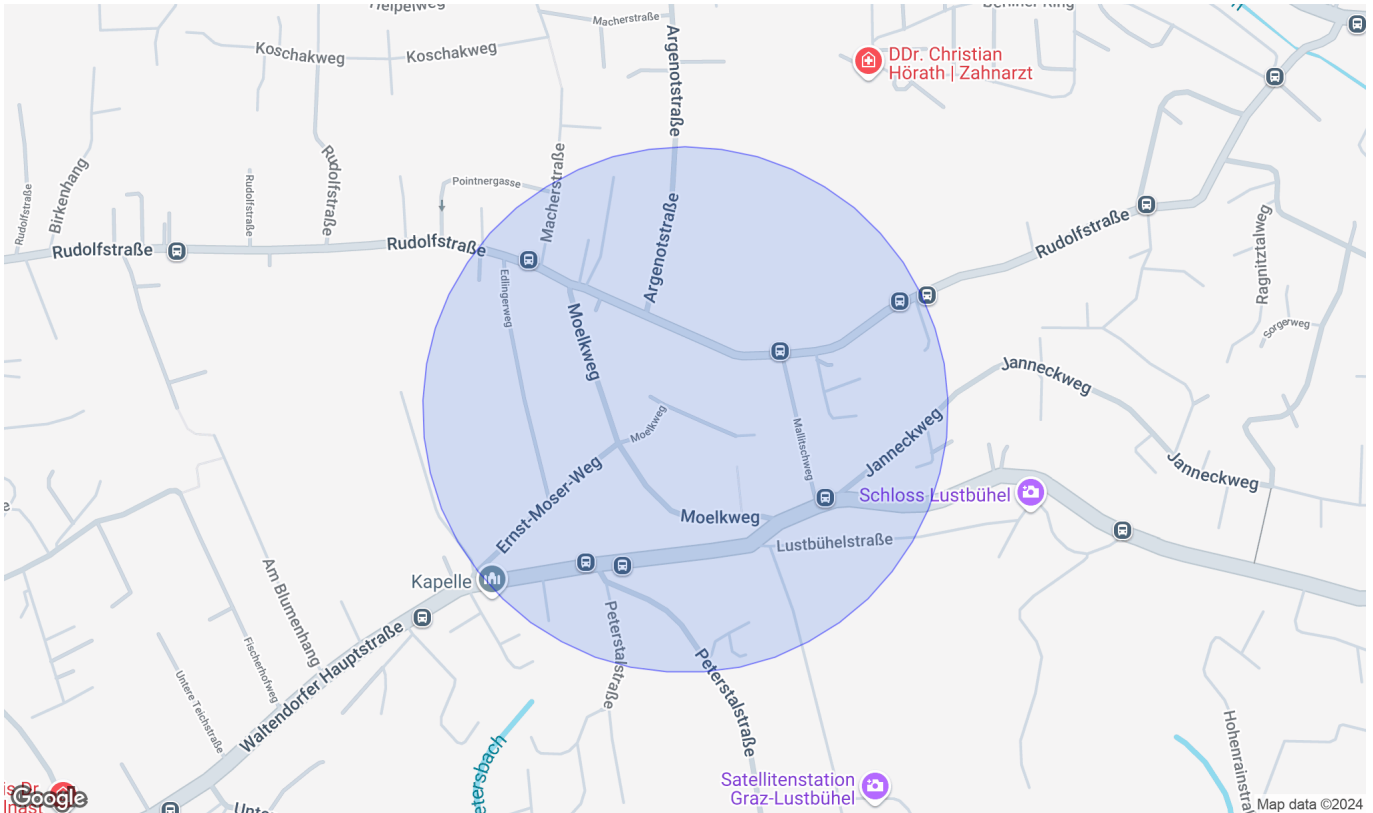 Macherstraße
Koschakweg
Koschakweg
Argenotstraße
DDr. Christian
Hörath | Zahnarzt
Rudolfstraße
Birkenhang
Rudolfstraße
Rudolfstraße
Pointnergasse
Macherstraße
Rudolfstraße
Rudolfstraße
Argenotstraße
Rudolfstraße
Ragnitztalweg
Sorgerweg
Edlingerweg
Moelkweg
Janneckweg
Moelkweg
Mallitschweg
Janneckweg
Janneckweg
Ernst-Moser-Weg
Schloss Lustbühel
Moelkweg
Lustbühelstraße
Kapelle
Am Blumenhang
Peterstalstraße
Fischerhofweg
Untere Teichstraße
Waltendorfer Hauptstraße
Peterstalstraße
Satellitenstation
Graz-Lustbühel
Google
Map data ©2024